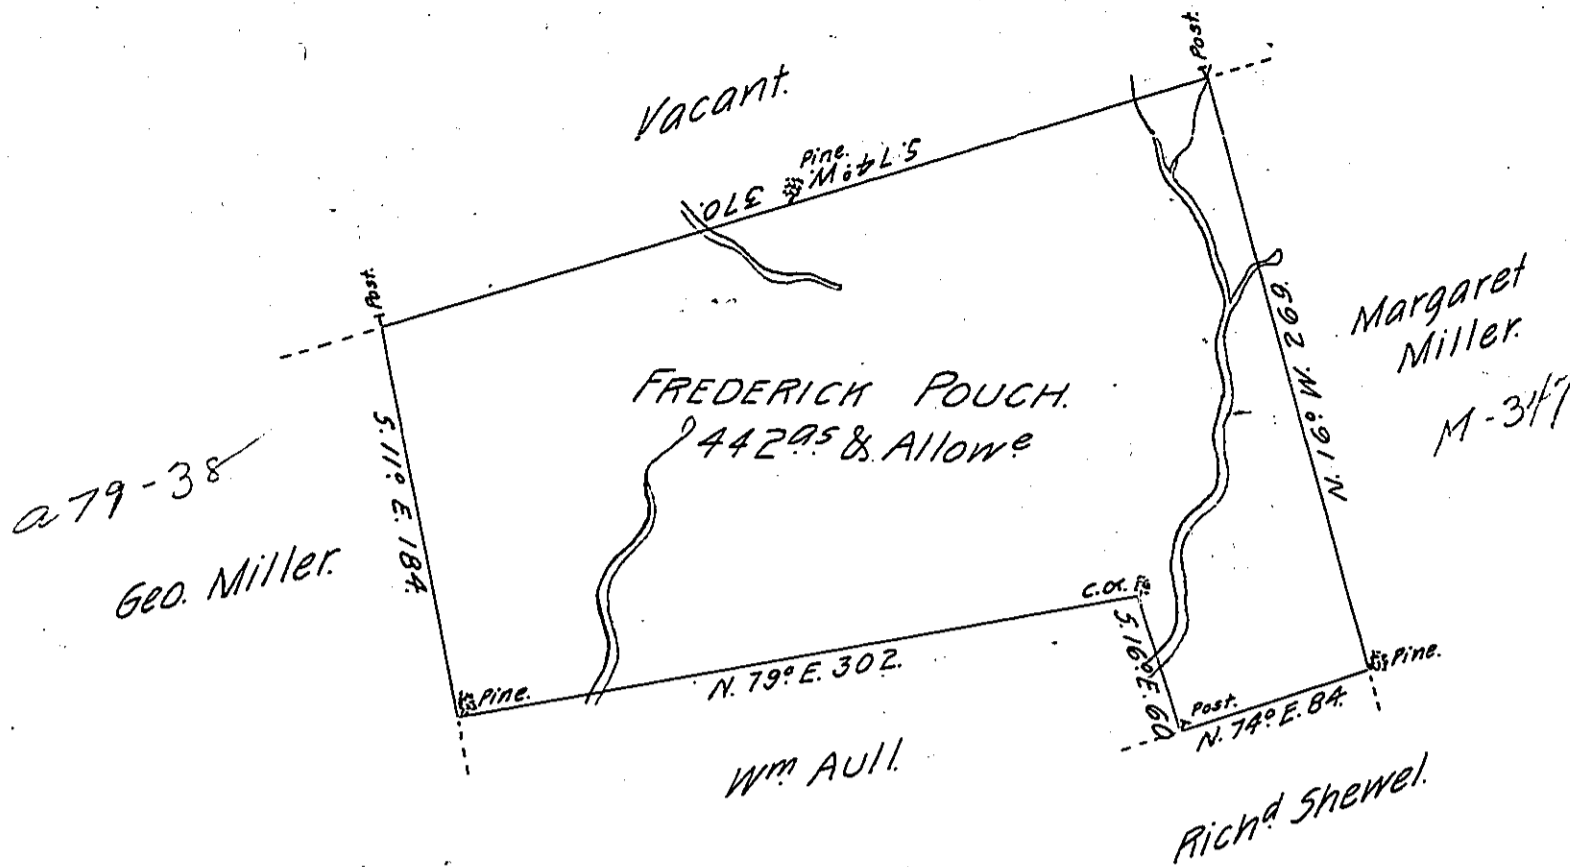 Vacant.
Post.
Pine.
S. 74° W. 370.
Post.
Margaret
Miller.
N. 16° W. 269.
M-347
FREDERICK POUCH.
442as & Allowe
S. 11° E. 184.
a 79-38
Geo. Miller.
C.O.
S. 16° E. 60.
Pine.
N. 79° E. 302.
Pine.
Post.
N. 74° E. 84.
Wm Aull.
Richd Shewel.